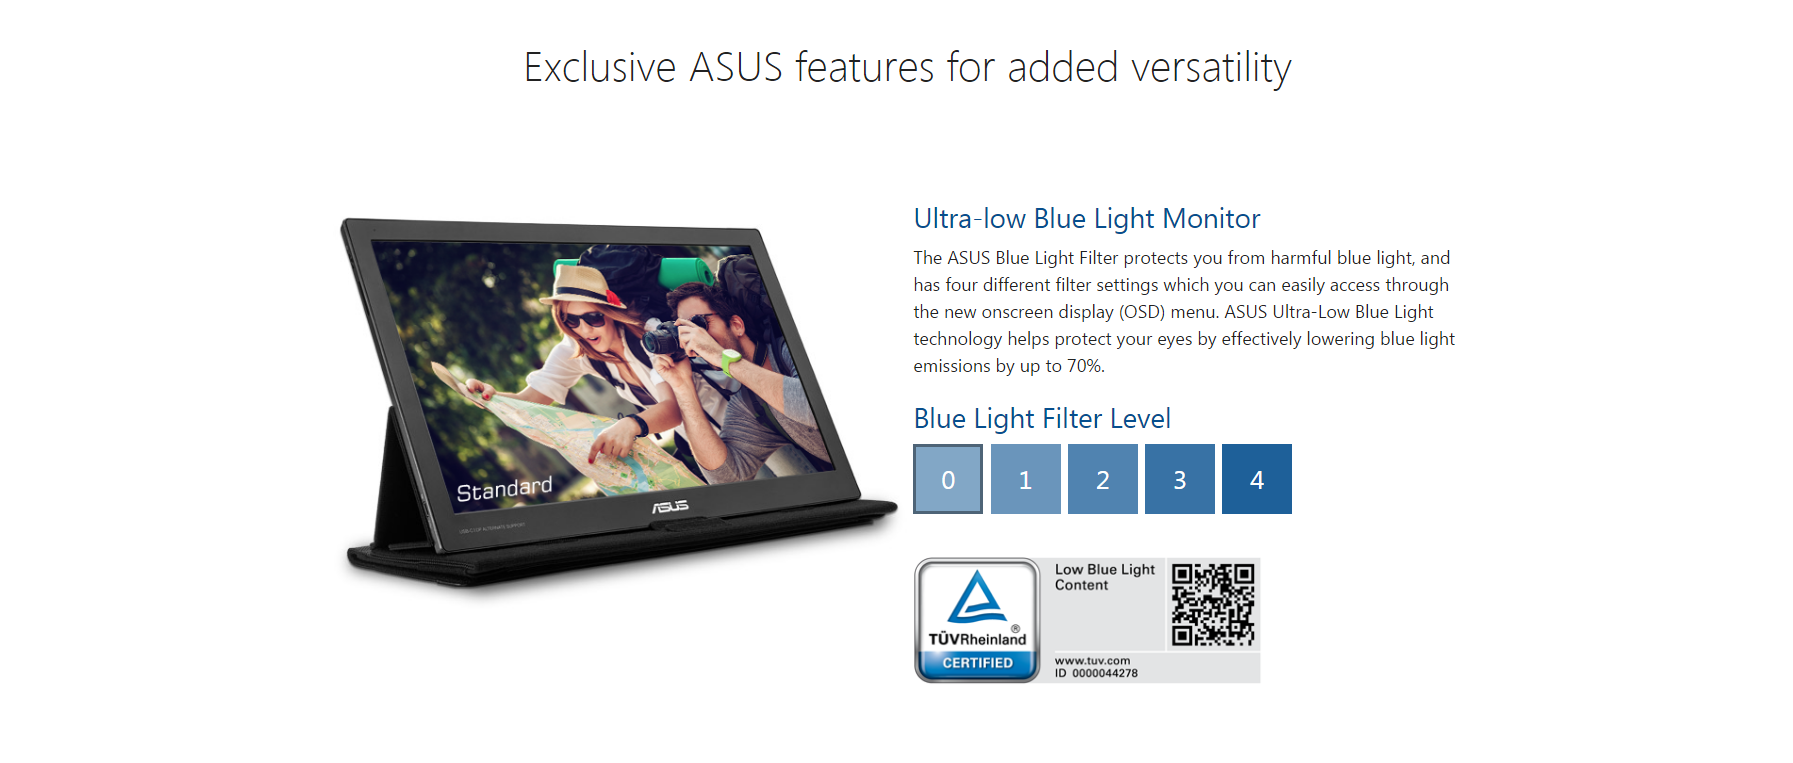 Exclusive ASUS features for added versatility
Ultra-low Blue Light Monitor
The ASUS Blue Light Filter protects you from harmful blue light, and
has four different filter settings which you can easily access through
the new onscreen display (OSD) menu. ASUS Ultra-Low Blue Light
technology helps protect your eyes by effectively lowering blue light
emissions by up to 70%.
Blue Light Filter Level
0 1 2 3 4
Standard
ASUS
Low Blue Light
Content
TÜVRheinland ®
CERTIFIED
www.tuv.com
ID 0000044278